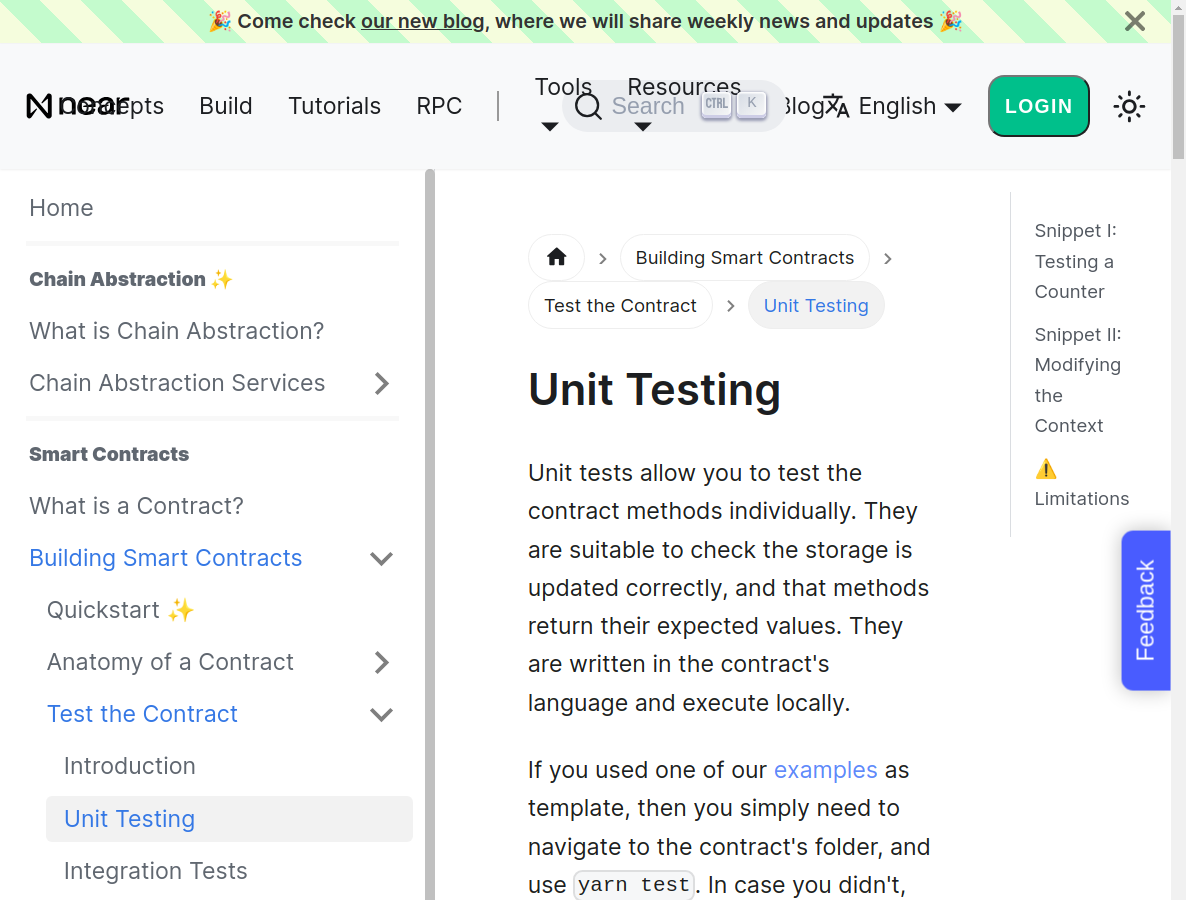 🎉 Come check our new blog, where we will share weekly news and updates 🎉
near
Concepts
Build
Tutorials
RPC
Tools
Resources
Search
CTRL
K
Blog
English
LOGIN
Home
Chain Abstraction ✨
What is Chain Abstraction?
Chain Abstraction Services
Smart Contracts
What is a Contract?
Building Smart Contracts
Quickstart ✨
Anatomy of a Contract
Test the Contract
Introduction
Unit Testing
Integration Tests
Building Smart Contracts
Test the Contract
Unit Testing
Unit Testing
Unit tests allow you to test the
contract methods individually. They
are suitable to check the storage is
updated correctly, and that methods
return their expected values. They
are written in the contract's
language and execute locally.
If you used one of our examples as
template, then you simply need to
navigate to the contract's folder, and
use yarn test. In case you didn't,
Snippet I:
Testing a
Counter
Snippet II:
Modifying
the
Context
⚠️
Limitations
Feedback